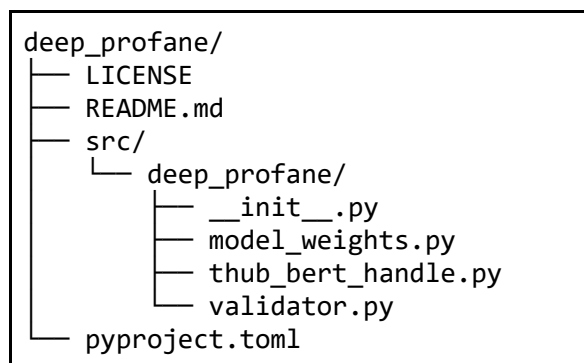 deep_profane/
├── LICENSE
├── README.md
├── src/
│   └── deep_profane/
│       ├── __init__.py
│       ├── model_weights.py
│       ├── thub_bert_handle.py
│       └── validator.py
└── pyproject.toml